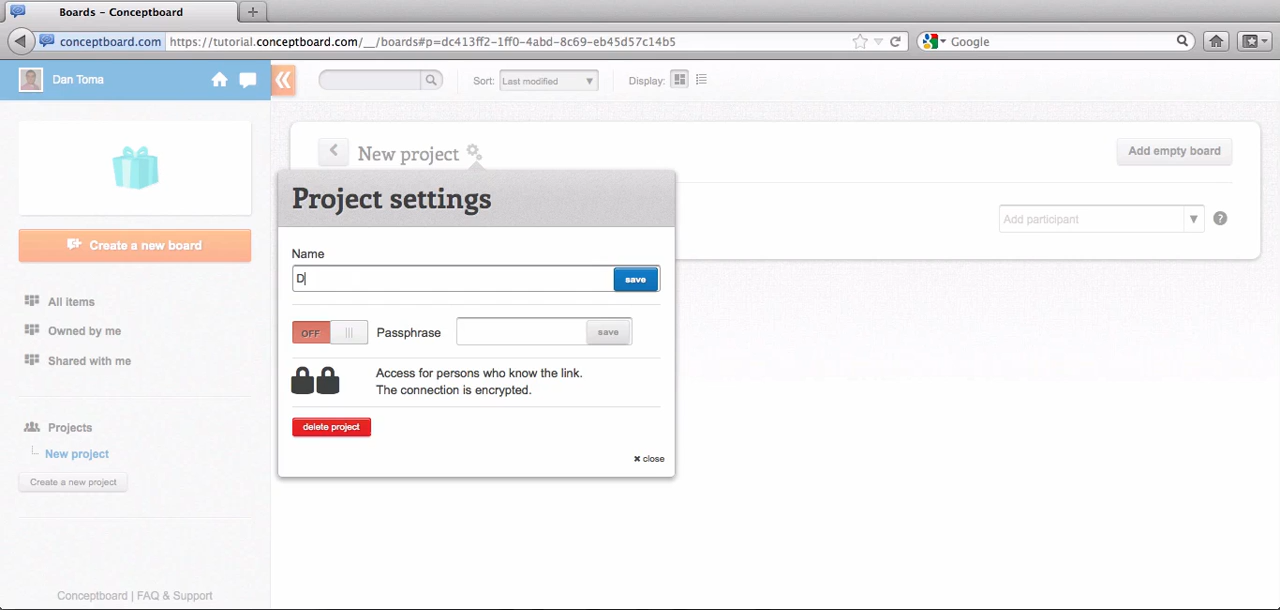 Boards – Conceptboard
conceptboard.com https://tutorial.conceptboard.com/__/boards#p=dc413ff2-1ff0-4abd-8c69-eb45d57c14b5
Google
Dan Toma
Sort: Last modified
Display:
New project
Add empty board
Project settings
Add participant
?
Create a new board
Name
D
save
All items
Owned by me
Shared with me
OFF
Passphrase
save
Access for persons who know the link.
The connection is encrypted.
Projects
New project
Create a new project
delete project
× close
Conceptboard | FAQ & Support